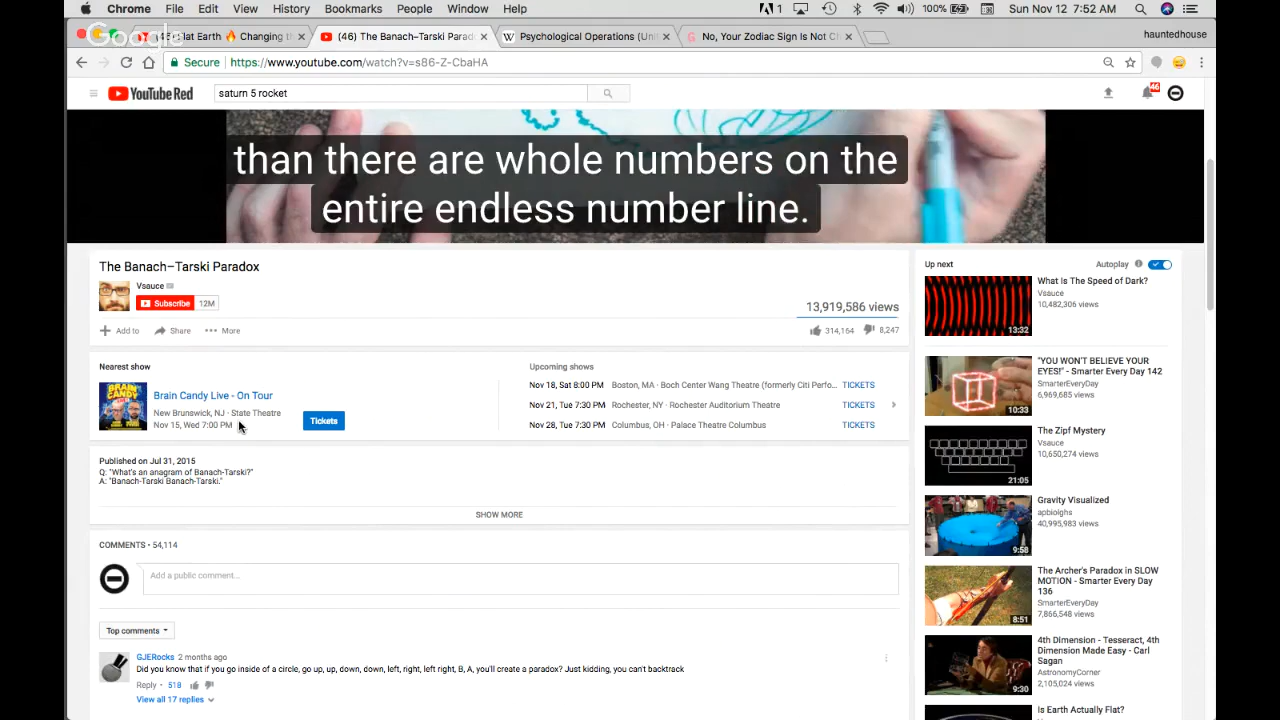 Chrome File Edit View History Bookmarks People Window Help 1 100% Sun Nov 12 7:52 AM
Google
Flat Earth 🔥 Changing th
(46) The Banach–Tarski Parado
W Psychological Operations (Unit
G No, Your Zodiac Sign Is Not Ch
hauntedhouse
Secure https://www.youtube.com/watch?v=s86-Z-CbaHA
YouTube Red
saturn 5 rocket
46
than there are whole numbers on the
entire endless number line.
The Banach–Tarski Paradox
Vsauce
Subscribe 12M
13,919,586 views
Add to Share More
314,164 8,247
Nearest show
BRAIN CANDY
Brain Candy Live - On Tour
New Brunswick, NJ · State Theatre
Nov 15, Wed 7:00 PM
Tickets
Upcoming shows
Nov 18, Sat 8:00 PM Boston, MA · Boch Center Wang Theatre (formerly Citi Perfo... TICKETS
Nov 21, Tue 7:30 PM Rochester, NY · Rochester Auditorium Theatre TICKETS
Nov 28, Tue 7:30 PM Columbus, OH · Palace Theatre Columbus TICKETS
Published on Jul 31, 2015
Q: "What's an anagram of Banach-Tarski?"
A: "Banach-Tarski Banach-Tarski."
SHOW MORE
COMMENTS • 54,114
Add a public comment...
Top comments
GJERocks 2 months ago
Did you know that if you go inside of a circle, go up, up, down, down, left, right, left right, B, A, you'll create a paradox? Just kidding, you can't backtrack
Reply · 518
View all 17 replies
Up next
Autoplay
What Is The Speed of Dark?
Vsauce
10,482,306 views
13:32
"YOU WON'T BELIEVE YOUR
EYES!" - Smarter Every Day 142
SmarterEveryDay
6,969,685 views
10:33
The Zipf Mystery
Vsauce
10,650,274 views
21:05
Gravity Visualized
apbiolghs
40,995,983 views
9:58
The Archer's Paradox in SLOW
MOTION - Smarter Every Day
136
SmarterEveryDay
7,866,548 views
8:51
4th Dimension - Tesseract, 4th
Dimension Made Easy - Carl
Sagan
AstronomyCorner
2,105,024 views
9:30
Is Earth Actually Flat?